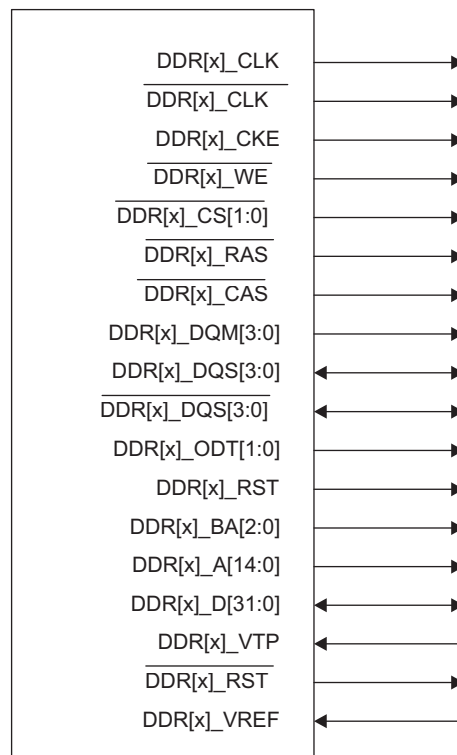 DDR[x]_CLK
DDR[x]_CLK
DDR[x]_CKE
DDR[x]_WE
DDR[x]_CS[1:0]
DDR[x]_RAS
DDR[x]_CAS
DDR[x]_DQM[3:0]
DDR[x]_DQS[3:0]
DDR[x]_DQS[3:0]
DDR[x]_ODT[1:0]
DDR[x]_RST
DDR[x]_BA[2:0]
DDR[x]_A[14:0]
DDR[x]_D[31:0]
DDR[x]_VTP
DDR[x]_RST
DDR[x]_VREF